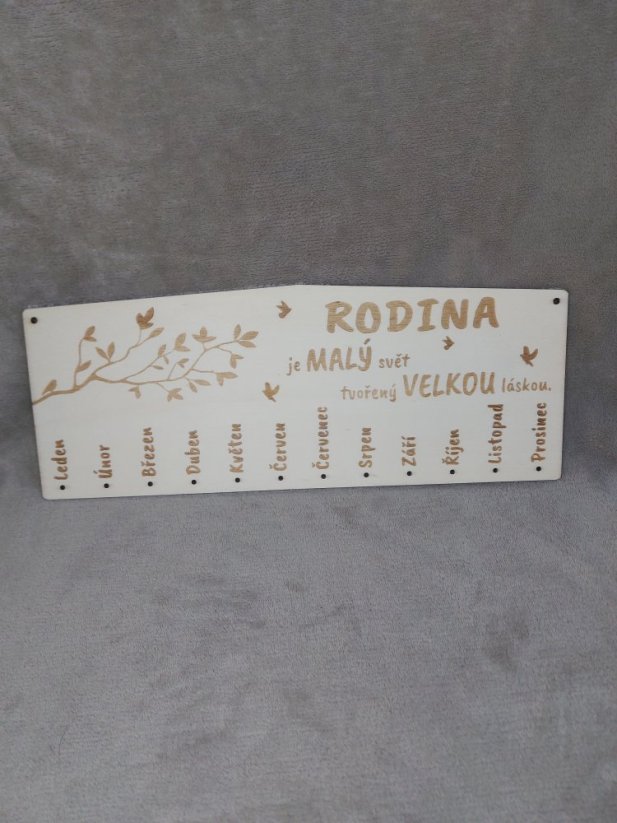 RODINA
je MALÝ svět
tvořený VELKOU láskou.
Leden
Únor
Březen
Duben
Květen
Červen
Červenec
Srpen
Září
Říjen
Listopad
Prosinec